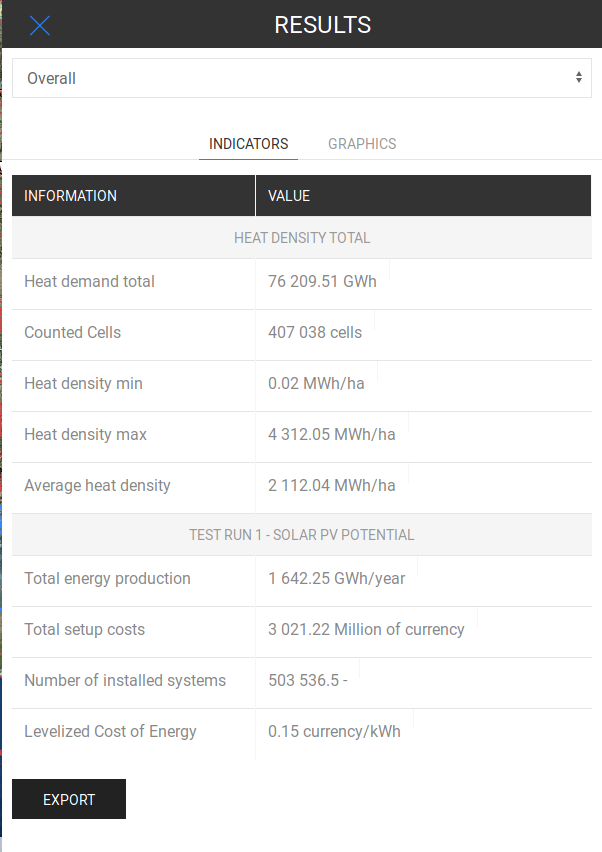 RESULTS
Overall
INDICATORS GRAPHICS
INFORMATION VALUE
HEAT DENSITY TOTAL
Heat demand total 76 209.51 GWh
Counted Cells 407 038 cells
Heat density min 0.02 MWh/ha
Heat density max 4 312.05 MWh/ha
Average heat density 2 112.04 MWh/ha
TEST RUN 1 - SOLAR PV POTENTIAL
Total energy production 1 642.25 GWh/year
Total setup costs 3 021.22 Million of currency
Number of installed systems 503 536.5 -
Levelized Cost of Energy 0.15 currency/kWh
EXPORT